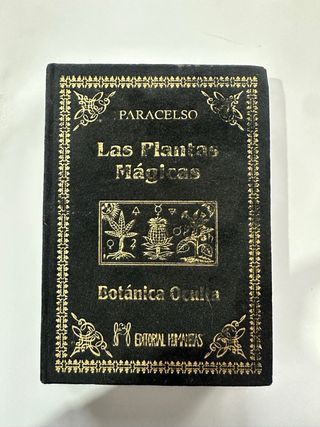 PARACELSO
Las Plantas
Mágicas
Botánica Oculta
EDITORIAL HUMANITAS